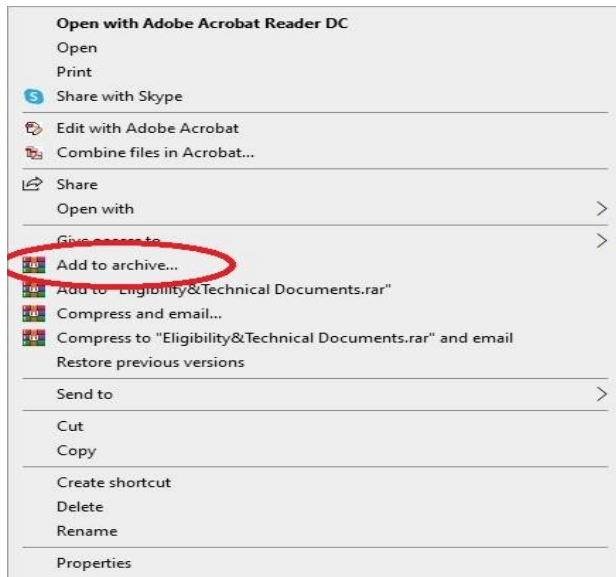 Open with Adobe Acrobat Reader DC
Open
Print
Share with Skype
Edit with Adobe Acrobat
Combine files in Acrobat...
Share
Open with
Give access to
Add to archive...
Add to "Eligibility&Technical Documents.rar"
Compress and email...
Compress to "Eligibility&Technical Documents.rar" and email
Restore previous versions
Send to
Cut
Copy
Create shortcut
Delete
Rename
Properties